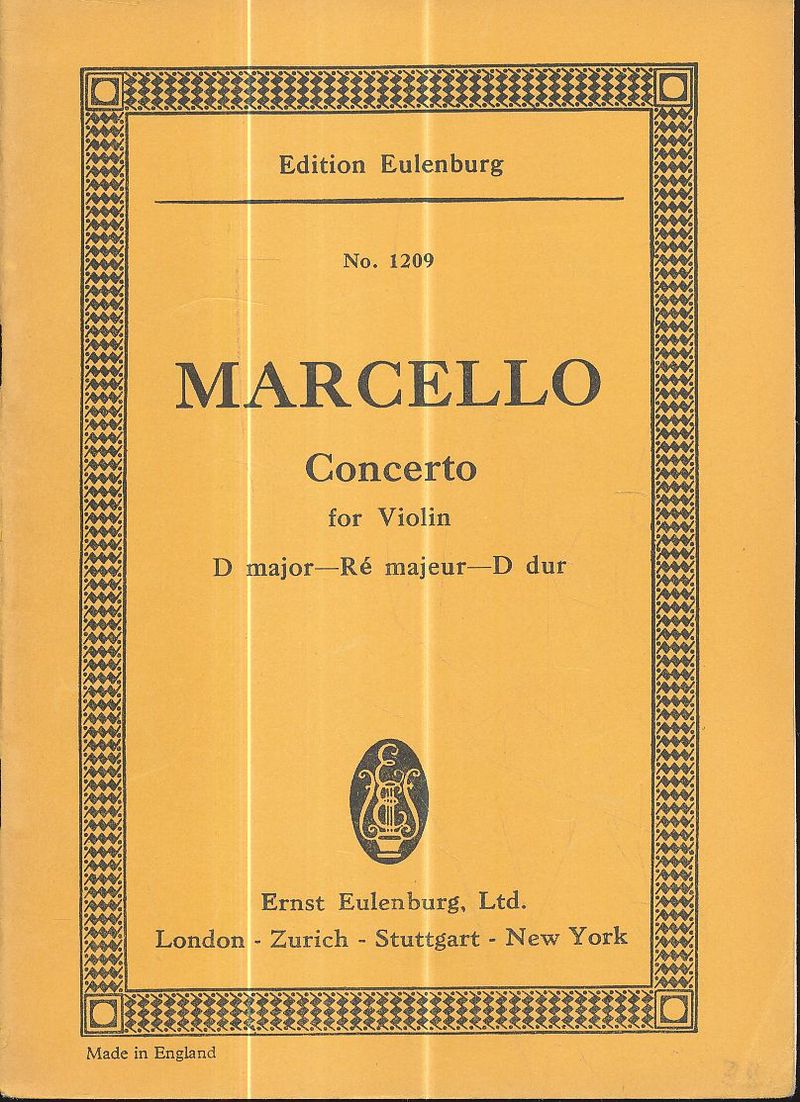 Edition Eulenburg
No. 1209
MARCELLO
Concerto
for Violin
D major—Ré majeur—D dur
Ernst Eulenburg, Ltd.
London - Zurich - Stuttgart - New York
Made in England